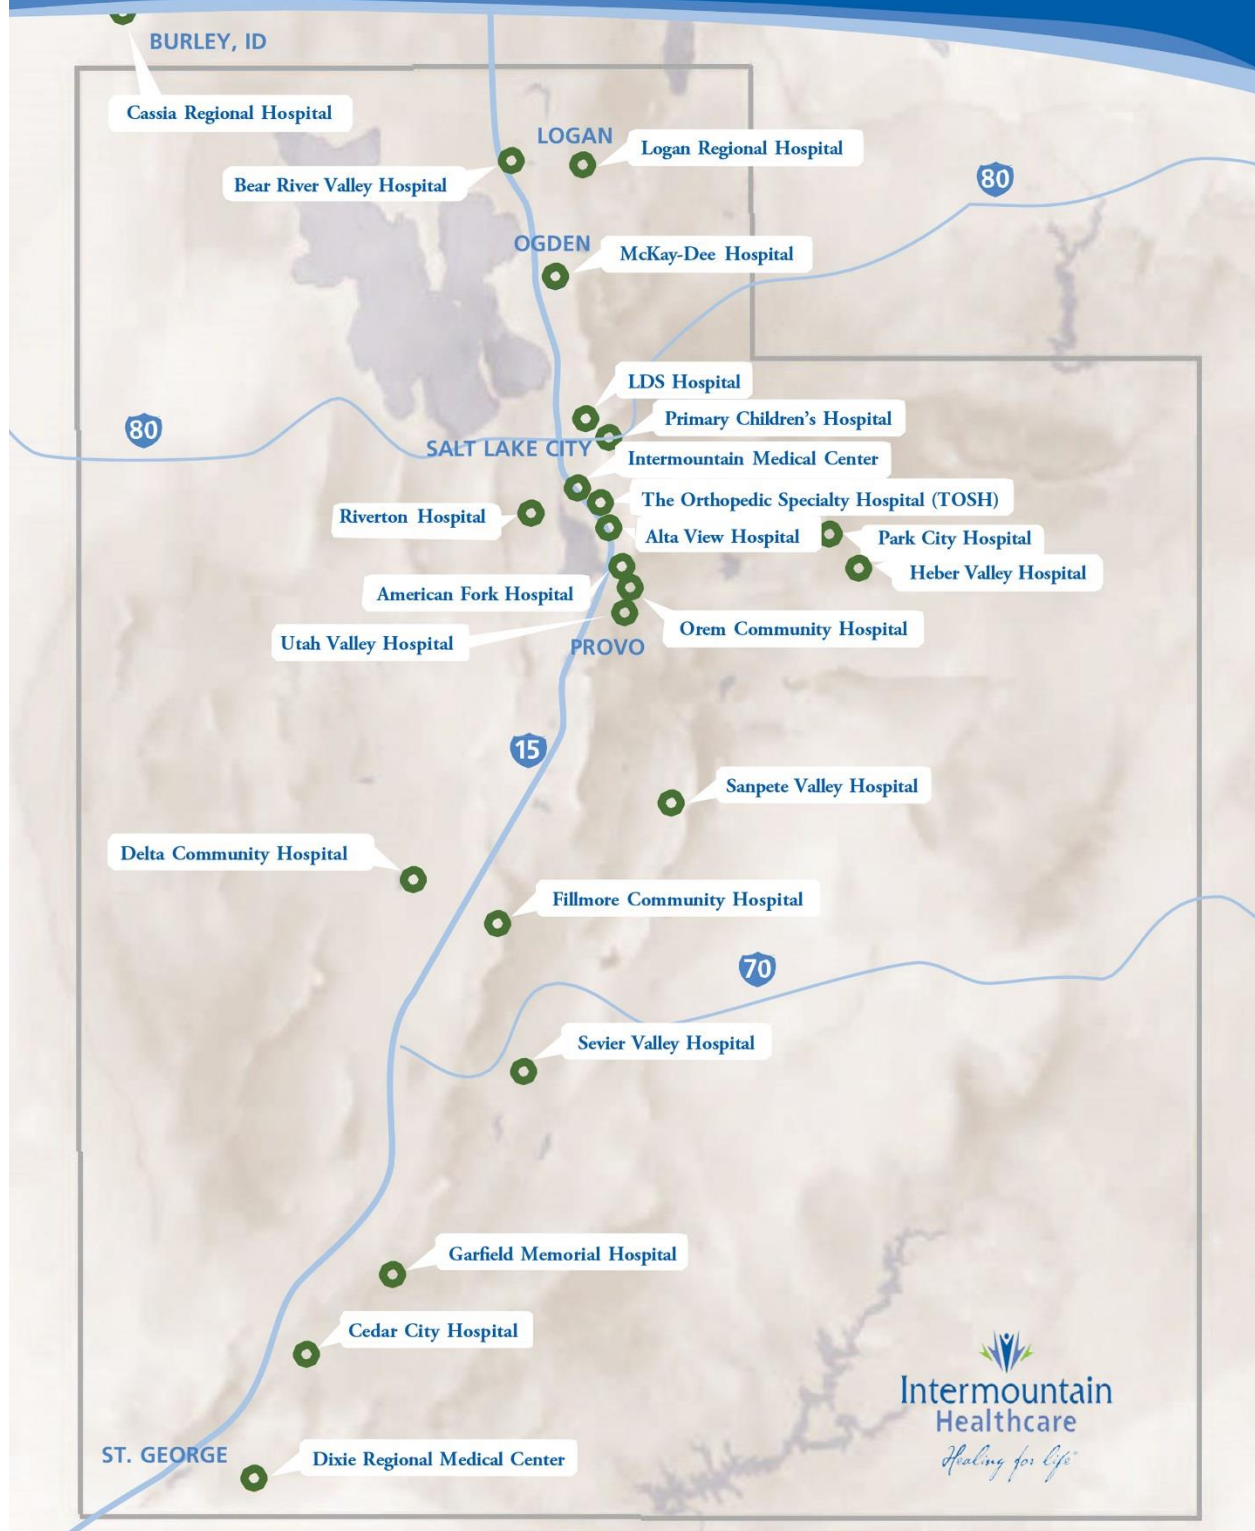 BURLEY, ID
Cassia Regional Hospital
LOGAN
Logan Regional Hospital
Bear River Valley Hospital
80
OGDEN
McKay-Dee Hospital
LDS Hospital
Primary Children's Hospital
80
SALT LAKE CITY
Intermountain Medical Center
The Orthopedic Specialty Hospital (TOSH)
Riverton Hospital
Alta View Hospital
Park City Hospital
Heber Valley Hospital
American Fork Hospital
Orem Community Hospital
Utah Valley Hospital
PROVO
15
Sanpete Valley Hospital
Delta Community Hospital
Fillmore Community Hospital
70
Sevier Valley Hospital
Garfield Memorial Hospital
Cedar City Hospital
Intermountain
Healthcare
Healing for life
ST. GEORGE
Dixie Regional Medical Center